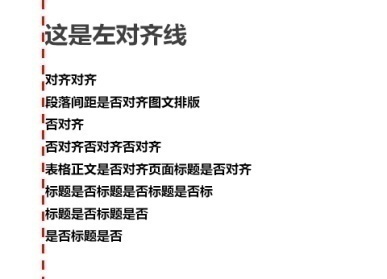 这是左对齐线
对齐对齐
段落间距是否对齐图文排版
否对齐
否对齐否对齐否对齐
表格正文是否对齐页面标题是否对齐
标题是否标题是否标题是否标
标题是否标题是否
是否标题是否